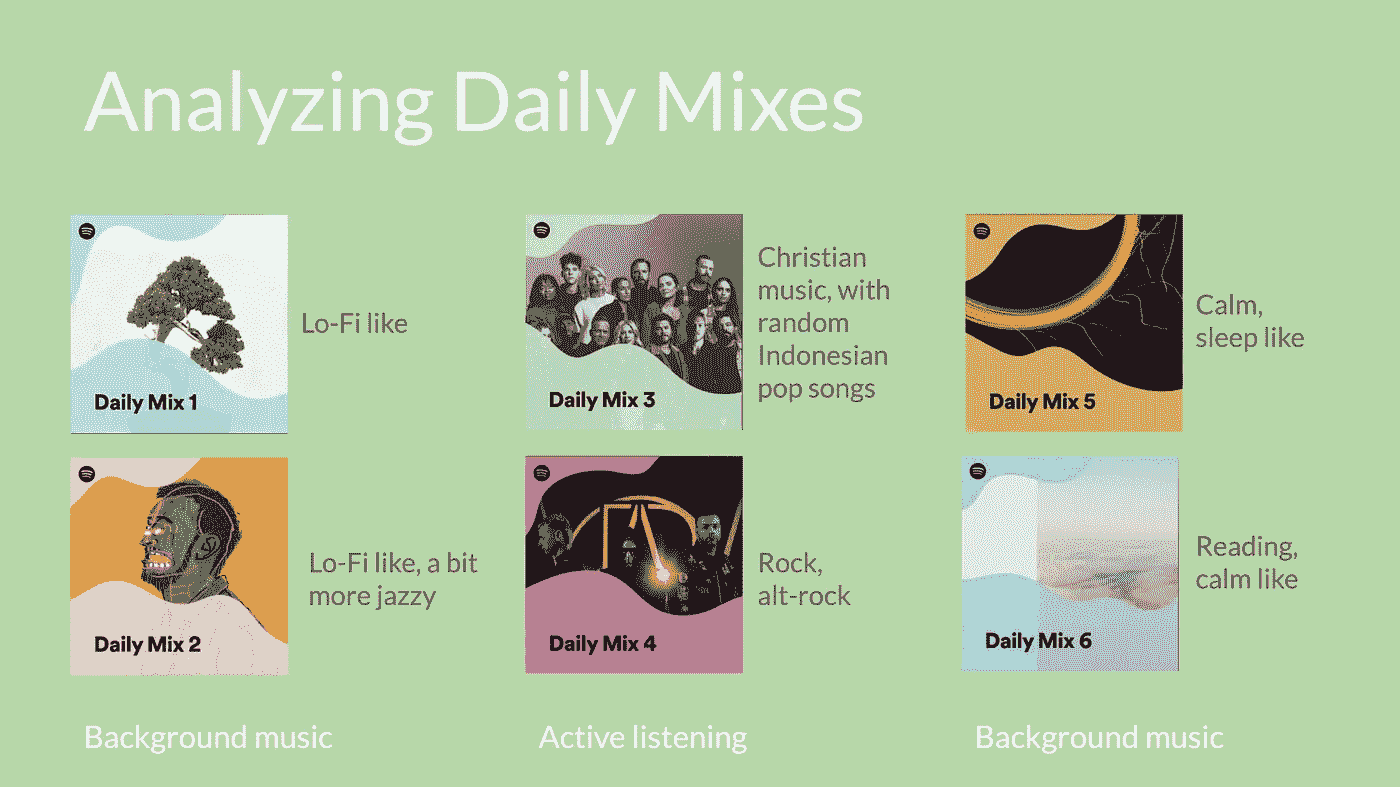 Analyzing Daily Mixes
Daily Mix 1
Lo-Fi like
Daily Mix 2
Lo-Fi like, a bit
more jazzy
Background music
Daily Mix 3
Christian
music, with
random
Indonesian
pop songs
Daily Mix 4
Rock,
alt-rock
Active listening
Daily Mix 5
Calm,
sleep like
Daily Mix 6
Reading,
calm like
Background music